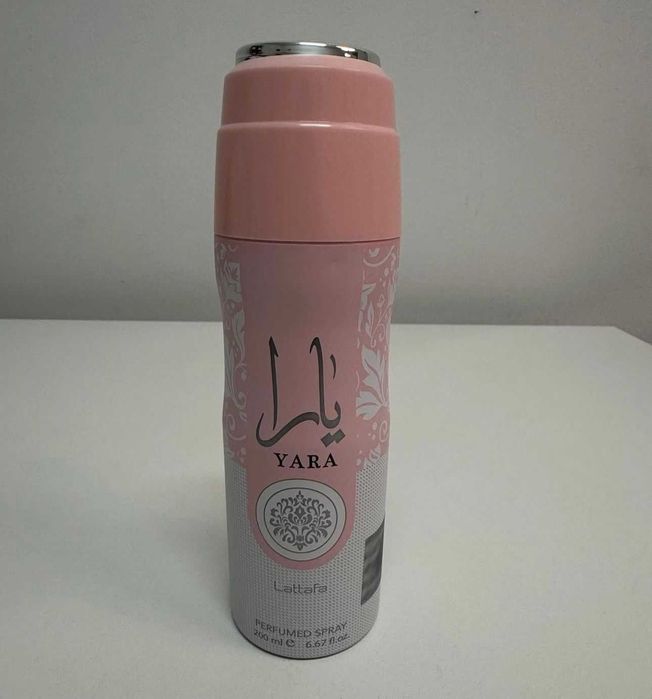 يارا
YARA
Lattafa
PERFUMED SPRAY
200 ml ℮ 6.67 fl.oz.